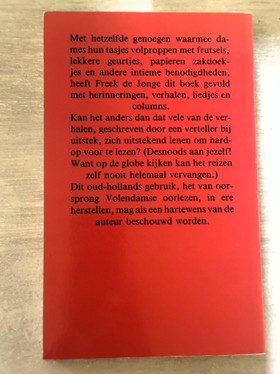 Met hetzelfde genoegen waarmee da-
mes hun tasjes volproppen met frutsels,
lekkere geurtjes, papieren zakdoek-
jes en andere intieme benodigdheden,
heeft Freek de Jonge dit boek gevuld
met herinneringen, verhalen, liedjes en
columns.
Kan het anders dan dat vele van de ver-
halen, geschreven door een verteller bij
uitstek, zich uitstekend lenen om hard-
op voor te lezen? (Desnoods aan jezelf!
Want op de globe kijken kan het reizen
zelf nooit helemaal vervangen.)
Dit oud-hollands gebruik, het van oor-
sprong Volendamse oorlezen, in ere
herstellen, mag als een hartewens van de
auteur beschouwd worden.